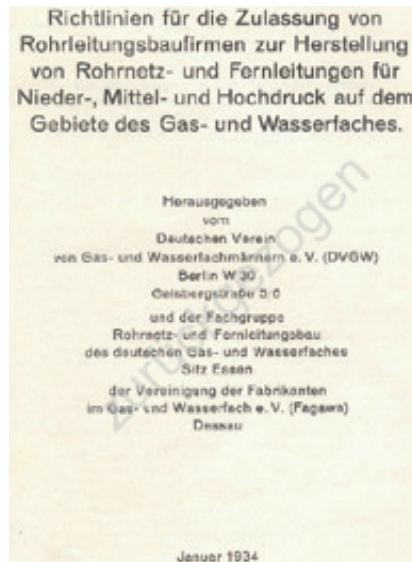 Richtlinien für die Zulassung von
Rohrleitungsbaufirmen zur Herstellung
von Rohrnetz- und Fernleitungen für
Nieder-, Mittel- und Hochdruck auf dem
Gebiete des Gas- und Wasserfaches.
Herausgegeben
vom
Deutschen Verein
von Gas- und Wasserfachmännern e. V. (DVGW)
Berlin W 30
Geisbergstraße 5/6
und der Fachgruppe
Rohrnetz- und Fernleitungsbau
des deutschen Gas- und Wasserfaches
Sitz Essen
der Vereinigung der Fabrikanten
im Gas- und Wasserfach e. V. (Fagawa)
Dessau
Januar 1934
zurückgezogen